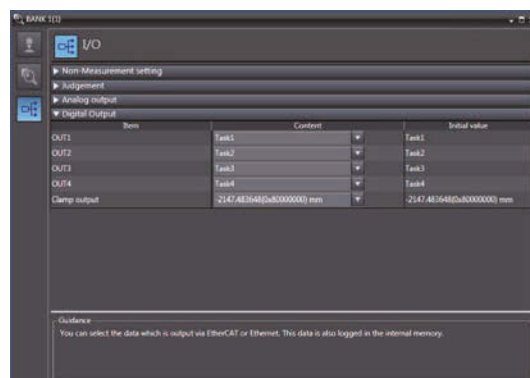 BANK 1(1)
I/O
Non-Measurement setting
Judgement
Analog output
Digital Output
Item Content Initial value
OUT1 Task1 Task1
OUT2 Task2 Task2
OUT3 Task3 Task3
OUT4 Task4 Task4
Clamp output -2147.483648(0x80000000) mm -2147.483648(0x80000000) mm
Guidance
You can select the data which is output via EtherCAT or Ethernet. This data is also logged in the internal memory.